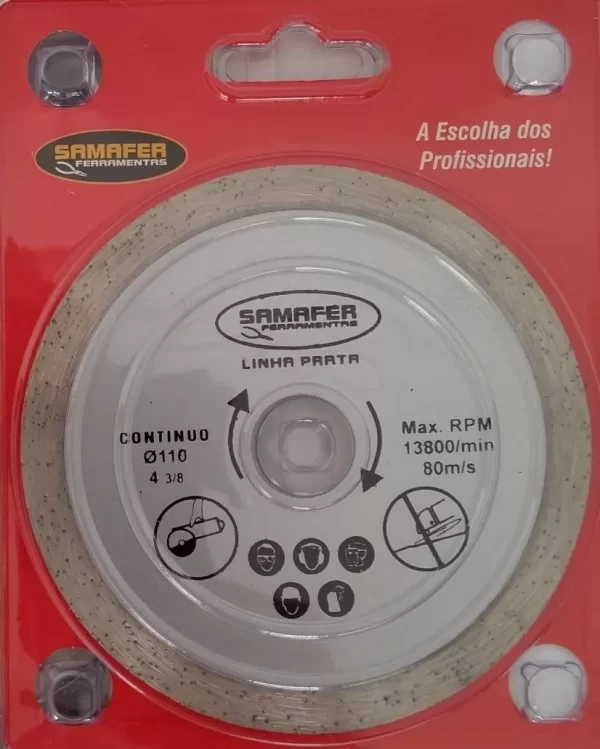 SAMAFER
FERRAMENTAS
A Escolha dos
Profissionais!
SAMAFER
FERRAMENTAS
LINHA PRATA
CONTINUO
Ø110
4 3/8
Max. RPM
13800/min
80m/s